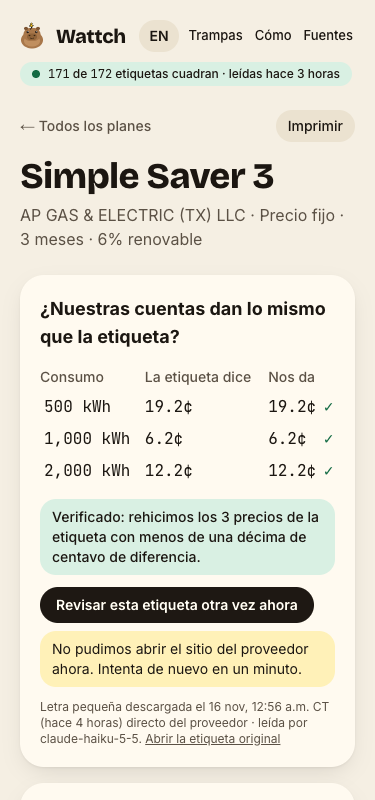 Wattch EN Trampas Cómo Fuentes
171 de 172 etiquetas cuadran · leídas hace 3 horas
← Todos los planes Imprimir
Simple Saver 3
AP GAS & ELECTRIC (TX) LLC · Precio fijo ·
3 meses · 6% renovable
¿Nuestras cuentas dan lo mismo
que la etiqueta?
Consumo La etiqueta dice Nos da
500 kWh 19.2¢ 19.2¢ ✓
1,000 kWh 6.2¢ 6.2¢ ✓
2,000 kWh 12.2¢ 12.2¢ ✓
Verificado: rehicimos los 3 precios de la
etiqueta con menos de una décima de
centavo de diferencia.
Revisar esta etiqueta otra vez ahora
No pudimos abrir el sitio del proveedor
ahora. Intenta de nuevo en un minuto.
Letra pequeña descargada el 16 nov, 12:56 a.m. CT
(hace 4 horas) directo del proveedor · leída por
claude-haiku-5-5. Abrir la etiqueta original